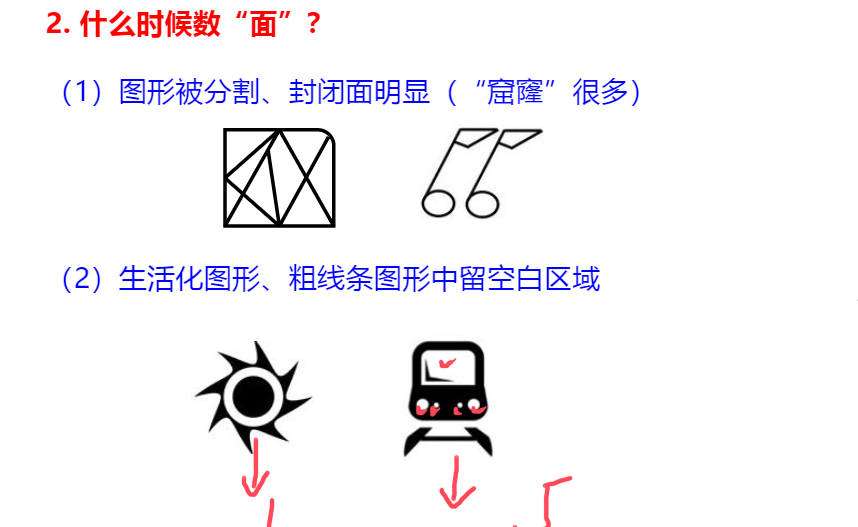 2. 什么时候数“面”？
（1）图形被分割、封闭面明显（“窟窿”很多）
（2）生活化图形、粗线条图形中留空白区域